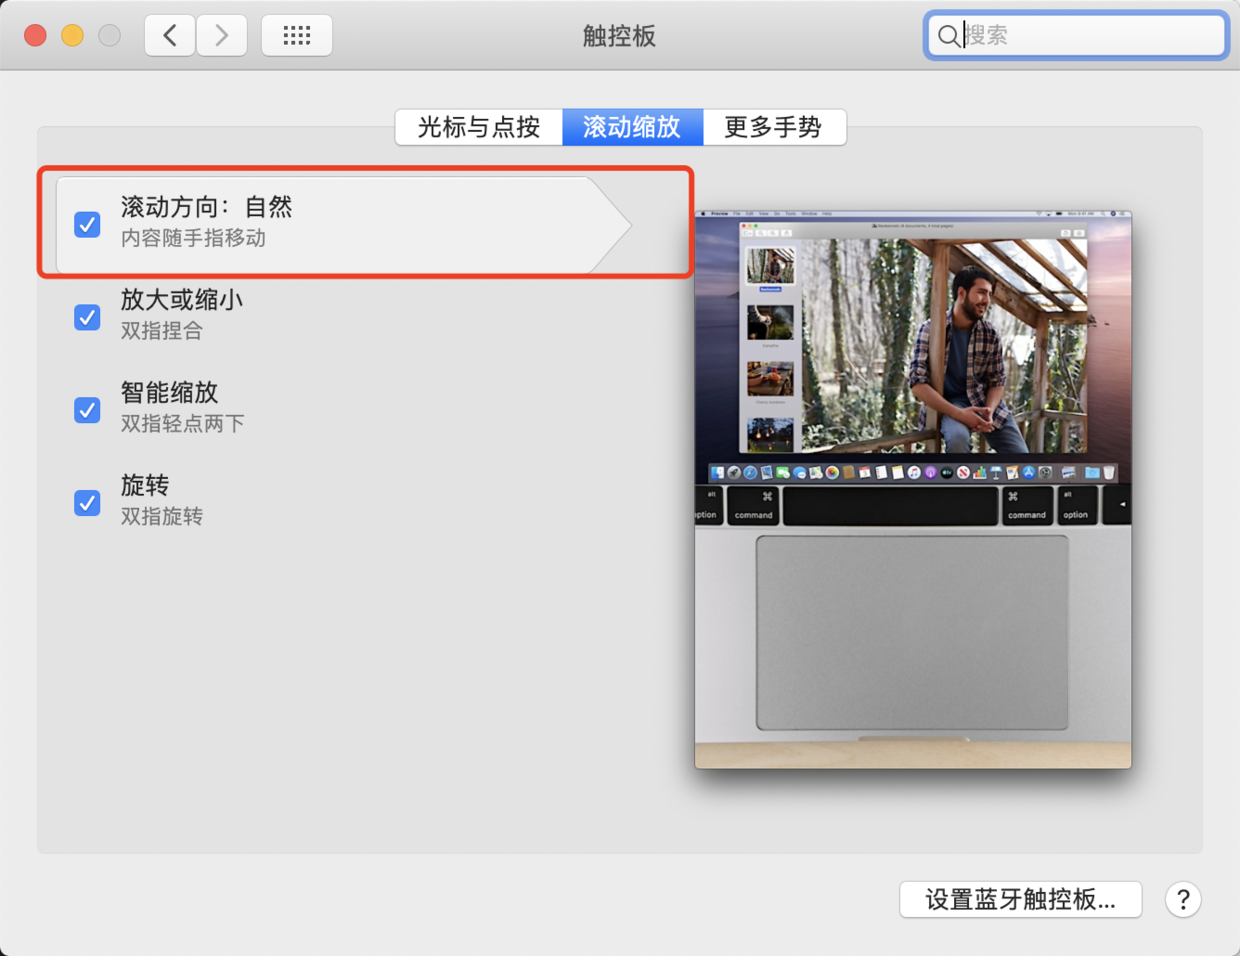 触控板
搜索
光标与点按
滚动缩放
更多手势
滚动方向：自然
内容随手指移动
放大或缩小
双指捏合
智能缩放
双指轻点两下
旋转
双指旋转
alt
⌘
⌘
alt
command
command
option
设置蓝牙触控板...
?